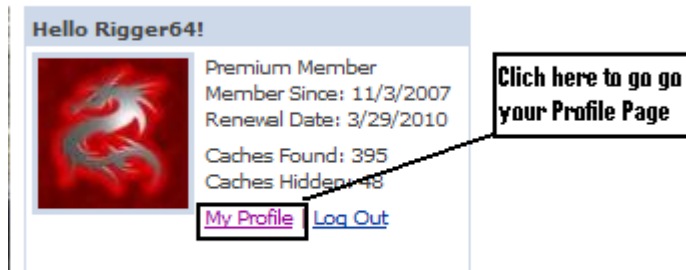 Hello Rigger64!
Premium Member
Member Since: 11/3/2007
Renewal Date: 3/29/2010
Caches Found: 395
Caches Hidden: 48
My Profile | Log Out
Clich here to go go
your Profile Page